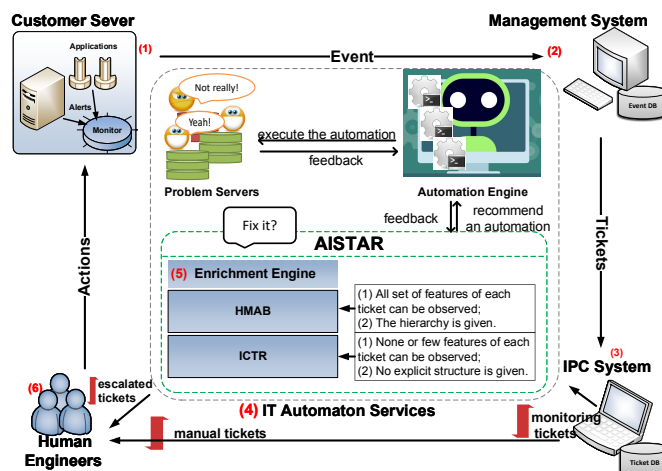 Customer Sever
Management System
(1)
Event
(2)
Applications
Alerts
Monitor
Event DB
Not really!
Yeah!
execute the automation
feedback
Problem Servers
Automation Engine
feedback
recommend
an automation
Fix it?
AISTAR
(5) Enrichment Engine
HMAB
(1) All set of features of each
ticket can be observed;
(2) The hierarchy is given.
ICTR
(1) None or few features of each
ticket can be observed;
(2) No explicit structure is given.
Actions
Tickets
(3)
IPC System
(6)
escalated
tickets
(4) IT Automaton Services
manual tickets
monitoring
tickets
Human
Engineers
Ticket DB